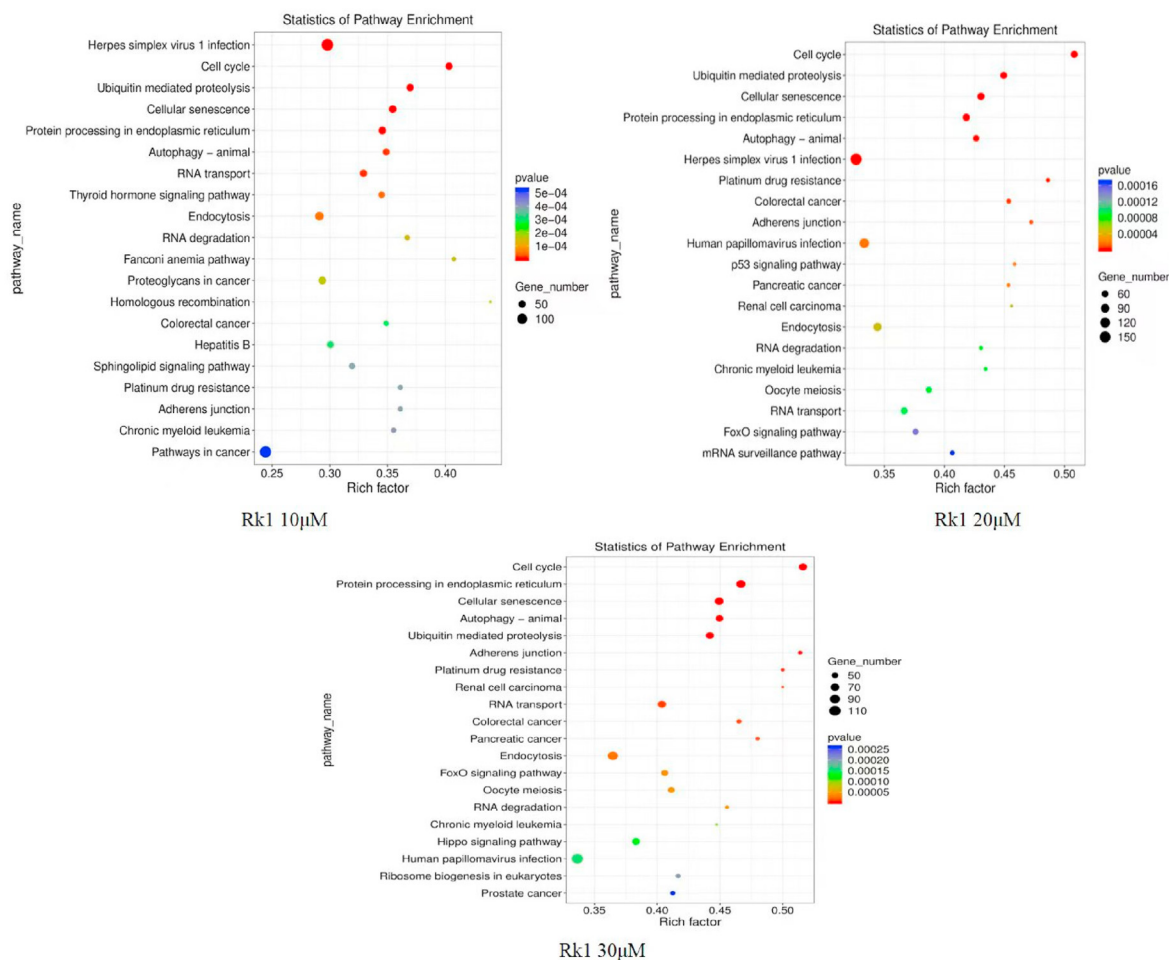 Statistics of Pathway Enrichment
Herpes simplex virus 1 infection
Cell cycle
Ubiquitin mediated proteolysis
Cellular senescence
Protein processing in endoplasmic reticulum
Autophagy − animal
RNA transport
Thyroid hormone signaling pathway
Endocytosis
RNA degradation
Fanconi anemia pathway
Proteoglycans in cancer
Homologous recombination
Colorectal cancer
Hepatitis B
Sphingolipid signaling pathway
Platinum drug resistance
Adherens junction
Chronic myeloid leukemia
Pathways in cancer
pathway_name
0.25 0.30 0.35 0.40
Rich factor
pvalue
5e−04
4e−04
3e−04
2e−04
1e−04
Gene_number
50
100
Rk1 10μM
Statistics of Pathway Enrichment
Cell cycle
Ubiquitin mediated proteolysis
Cellular senescence
Protein processing in endoplasmic reticulum
Autophagy − animal
Herpes simplex virus 1 infection
Platinum drug resistance
Colorectal cancer
Adherens junction
Human papillomavirus infection
p53 signaling pathway
Pancreatic cancer
Renal cell carcinoma
Endocytosis
RNA degradation
Chronic myeloid leukemia
Oocyte meiosis
RNA transport
FoxO signaling pathway
mRNA surveillance pathway
pathway_name
0.35 0.40 0.45 0.50
Rich factor
pvalue
0.00016
0.00012
0.00008
0.00004
Gene_number
60
90
120
150
Rk1 20μM
Statistics of Pathway Enrichment
Cell cycle
Protein processing in endoplasmic reticulum
Cellular senescence
Autophagy − animal
Ubiquitin mediated proteolysis
Adherens junction
Platinum drug resistance
Renal cell carcinoma
RNA transport
Colorectal cancer
Pancreatic cancer
Endocytosis
FoxO signaling pathway
Oocyte meiosis
RNA degradation
Chronic myeloid leukemia
Hippo signaling pathway
Human papillomavirus infection
Ribosome biogenesis in eukaryotes
Prostate cancer
pathway_name
0.35 0.40 0.45 0.50
Rich factor
Gene_number
50
70
90
110
pvalue
0.00025
0.00020
0.00015
0.00010
0.00005
Rk1 30μM